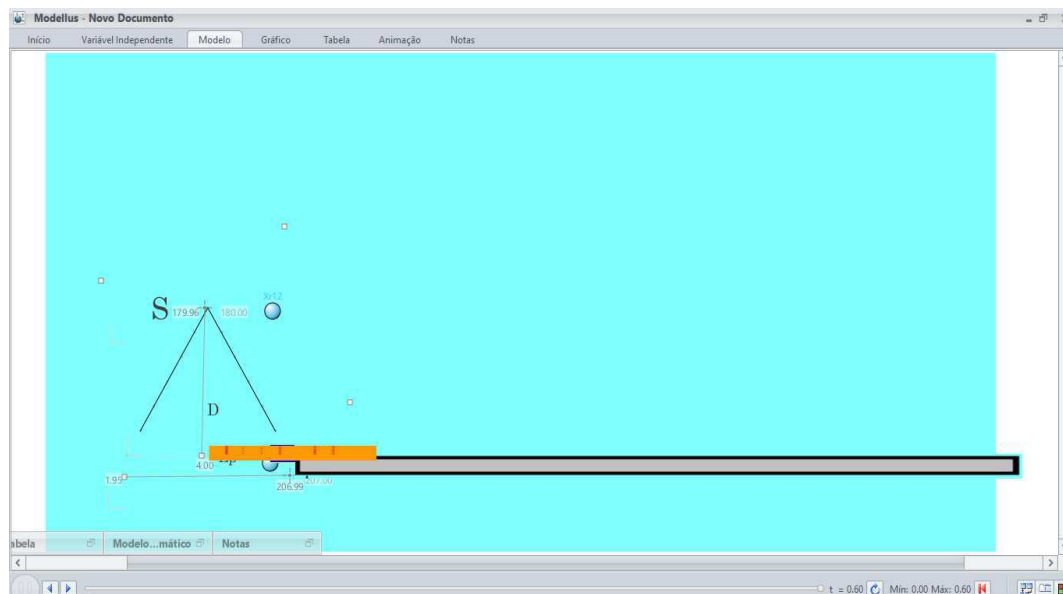 Modellus - Novo Documento
Início Variável Independente Modelo Gráfico Tabela Animação Notas
Xr12
S 179.96 180.00
D
4.00
1.99
206.99 207.00
abela Modelo...mático Notas
t = 0.60 Mín: 0.00 Máx: 0.60